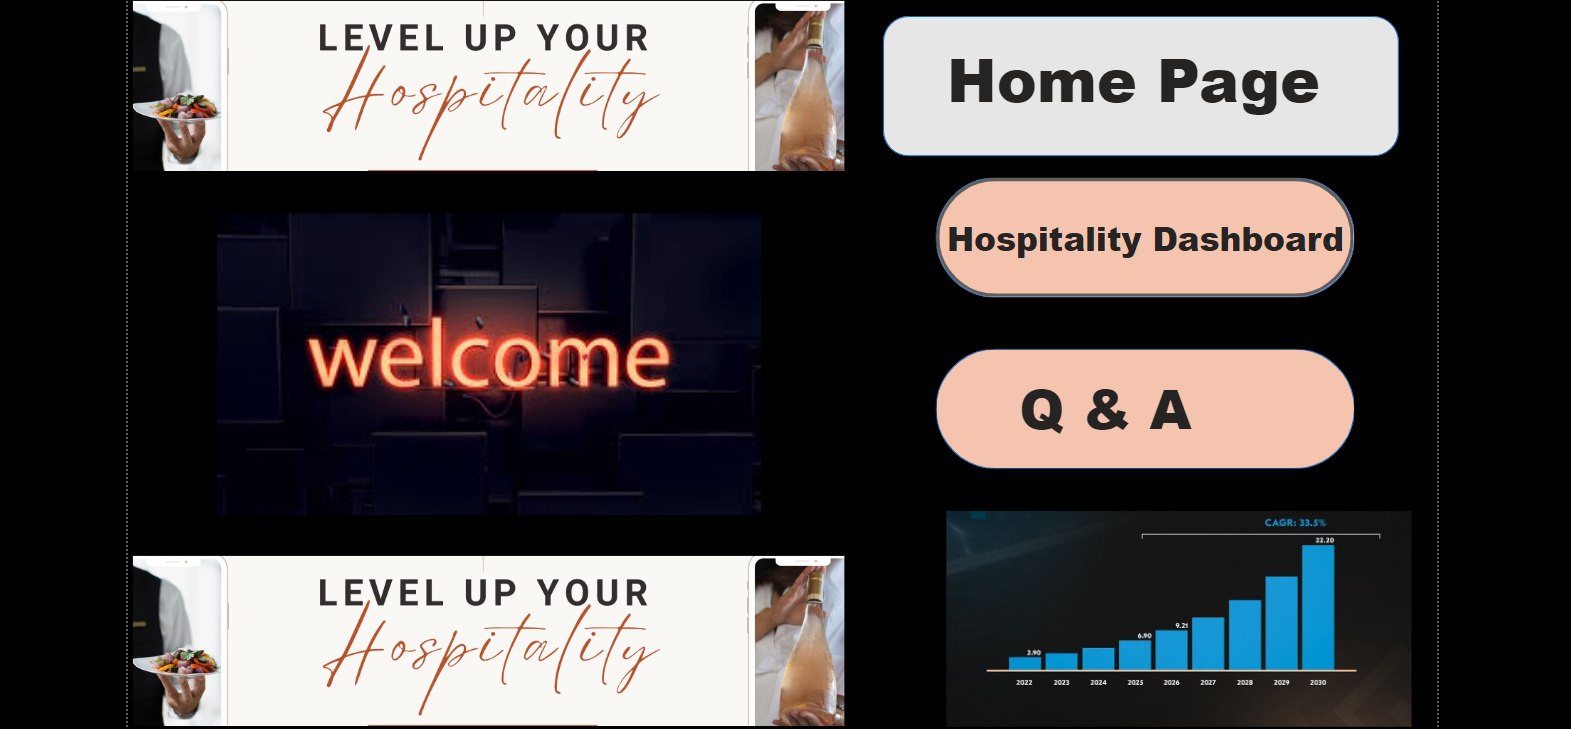 LEVEL UP YOUR
Hospitality
welcome
LEVEL UP YOUR
Hospitality
Home Page
Hospitality Dashboard
Q & A
CAGR: 33.5%
22.20
9.21
6.90
2.90
2022 2023 2024 2025 2026 2027 2028 2029 2030